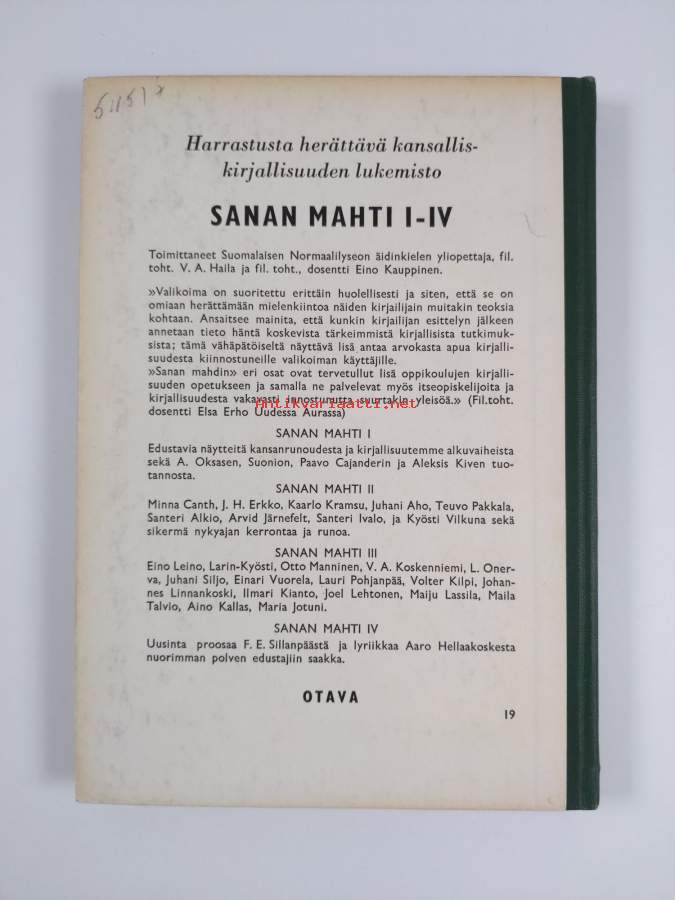 Harrastusta herättävä kansallis-
kirjallisuuden lukemisto
SANAN MAHTI I-IV
Toimittaneet Suomalaisen Normaalilyseon äidinkielen yliopettaja, fil.
toht. V. A. Haila ja fil. toht., dosentti Eino Kauppinen.
»Valikoima on suoritettu erittäin huolellisesti ja siten, että se on
omiaan herättämään mielenkiintoa näiden kirjailijain muitakin teoksia
kohtaan. Ansaitsee mainita, että kunkin kirjailijan esittelyn jälkeen
annetaan tieto häntä koskevista tärkeimmistä kirjallisista tutkimuk-
sista; tämä vähäpätöiseltä näyttävä lisä antaa arvokasta apua kirjalli-
suudesta kiinnostuneille valikoiman käyttäjille.
»Sanan mahdin» eri osat ovat tervetullut lisä oppikoulujen kirjalli-
suuden opetukseen ja samalla ne palvelevat myös itseopiskelijoita ja
kirjallisuudesta vakavasti innostunutta suurtakin yleisöä.» (Fil.toht.
Antikvariaatti.net
dosentti Elsa Erho Uudessa Aurassa)
SANAN MAHTI I
Edustavia näytteitä kansanrunoudesta ja kirjallisuutemme alkuvaiheista
sekä A. Oksasen, Suonion, Paavo Cajanderin ja Aleksis Kiven tuo-
tannosta.
SANAN MAHTI II
Minna Canth, J. H. Erkko, Kaarlo Kramsu, Juhani Aho, Teuvo Pakkala,
Santeri Alkio, Arvid Järnefelt, Santeri Ivalo, ja Kyösti Vilkuna sekä
sikermä nykyajan kerrontaa ja runoa.
SANAN MAHTI III
Eino Leino, Larin-Kyösti, Otto Manninen, V. A. Koskenniemi, L. Oner-
va, Juhani Siljo, Einari Vuorela, Lauri Pohjanpää, Volter Kilpi, Johan-
nes Linnankoski, Ilmari Kianto, Joel Lehtonen, Maiju Lassila, Maila
Talvio, Aino Kallas, Maria Jotuni.
SANAN MAHTI IV
Uusinta proosaa F. E. Sillanpäästä ja lyriikkaa Aaro Hellaakoskesta
nuorimman polven edustajiin saakka.
OTAVA
19